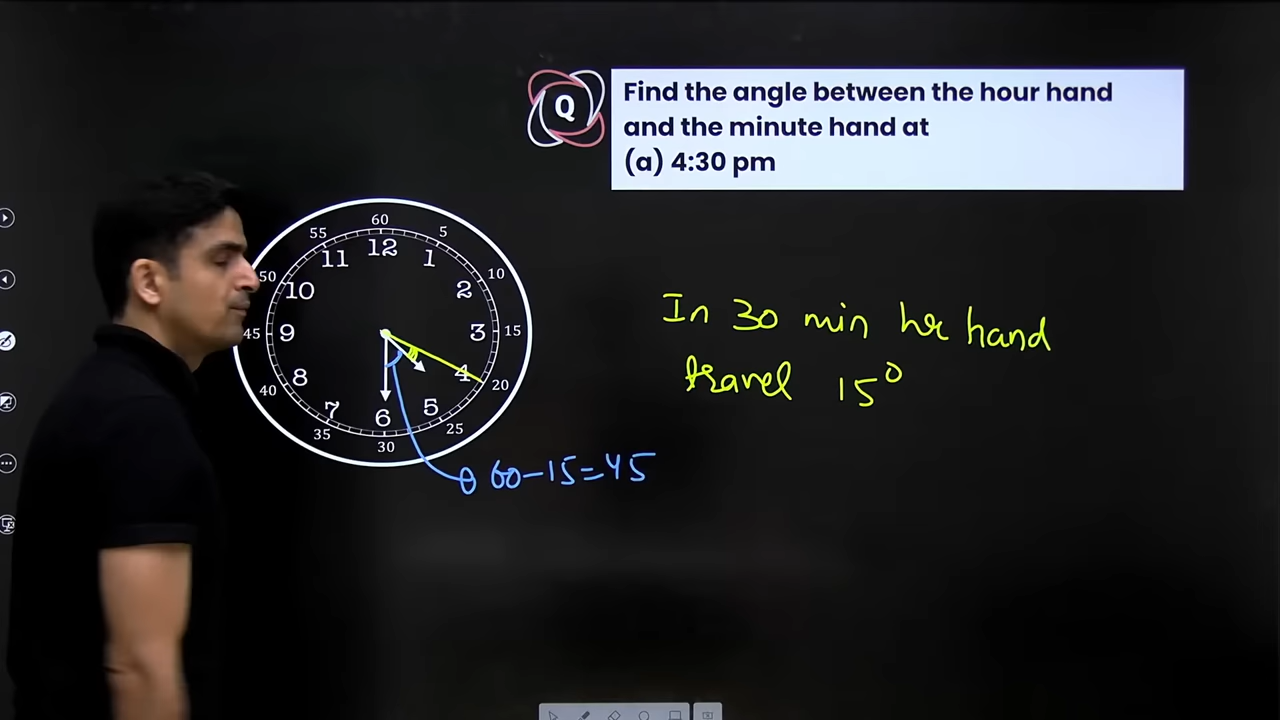 Q
Find the angle between the hour hand
and the minute hand at
(a) 4:30 pm
60
55 5
12
11 1
50 10
10 2
45 9 3 15
8 4
40 20
7 5
6
35 25
30
In 30 min hr hand
travel 15⁰
θ 60-15=45